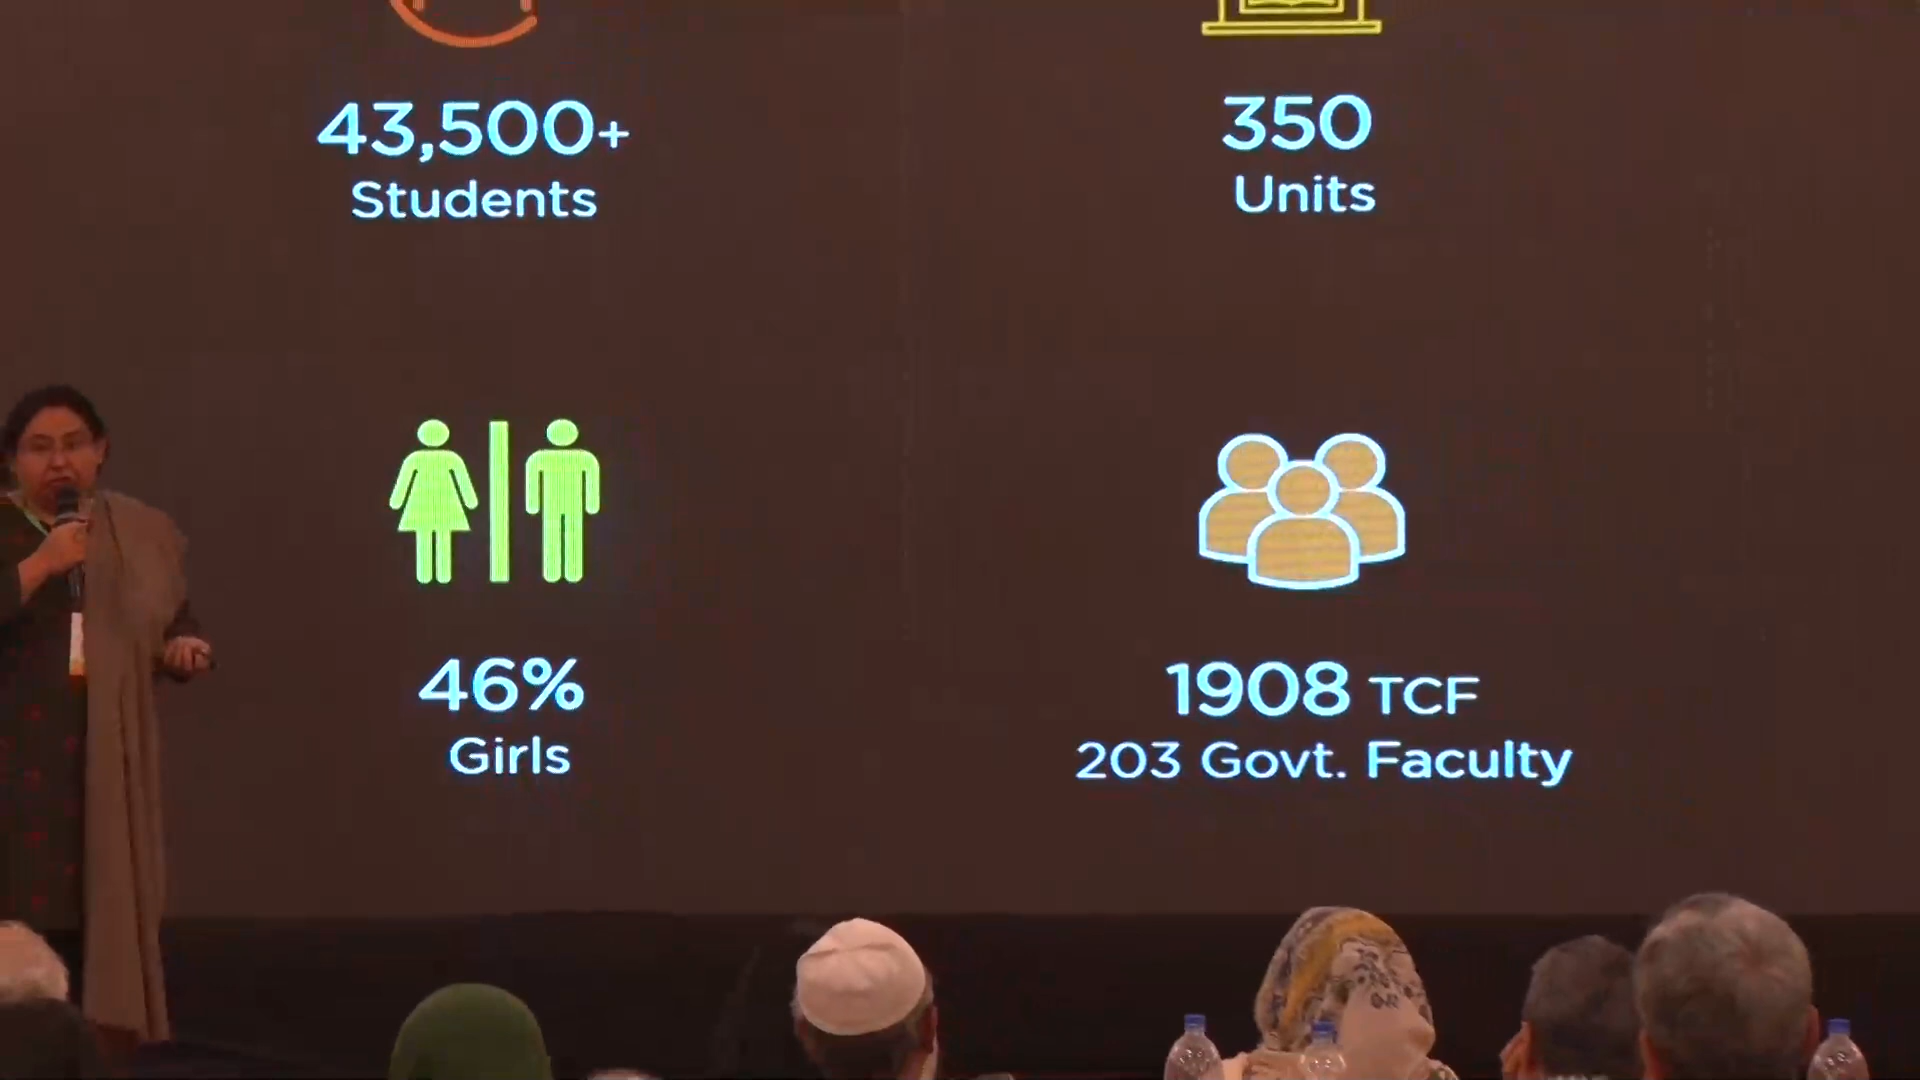 43,500+
Students
350
Units
46%
Girls
1908 TCF
203 Govt. Faculty